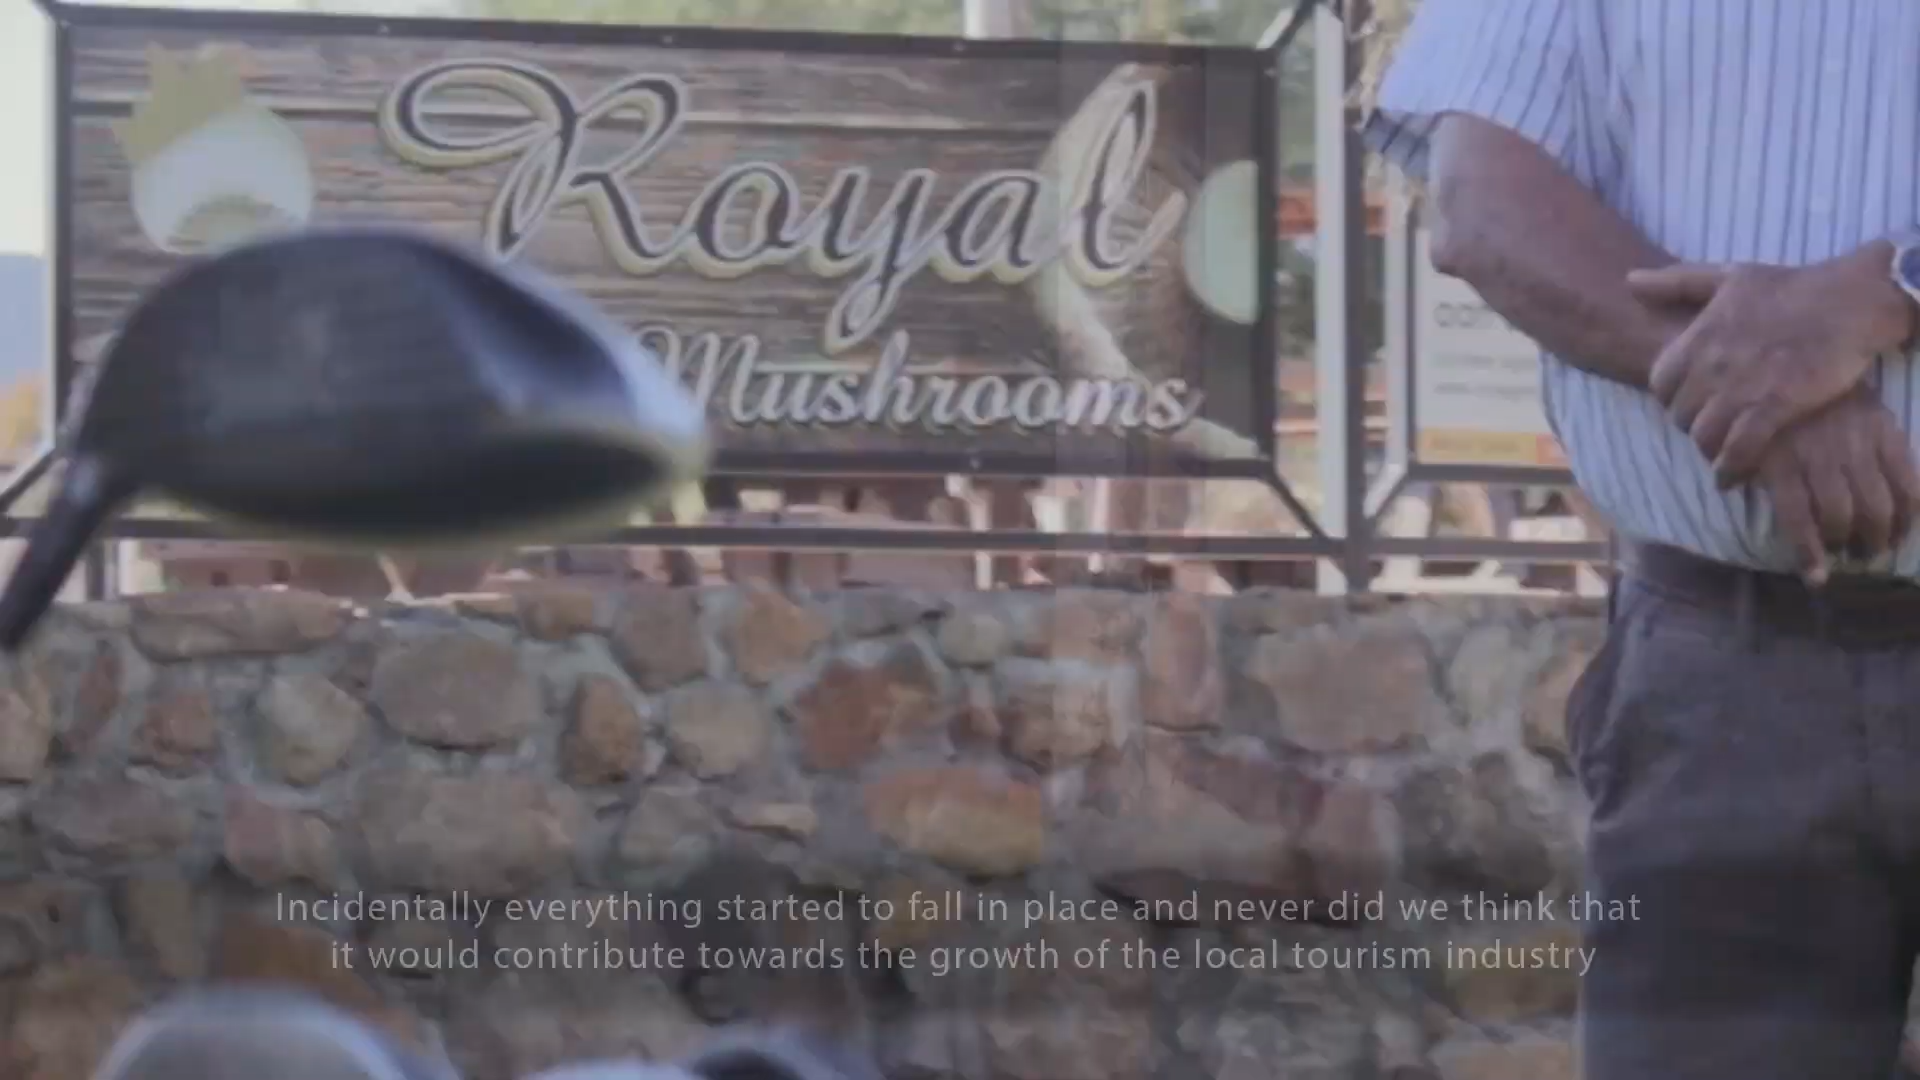 Royal
Mushrooms
Incidentally everything started to fall in place and never did we think that
it would contribute towards the growth of the local tourism industry